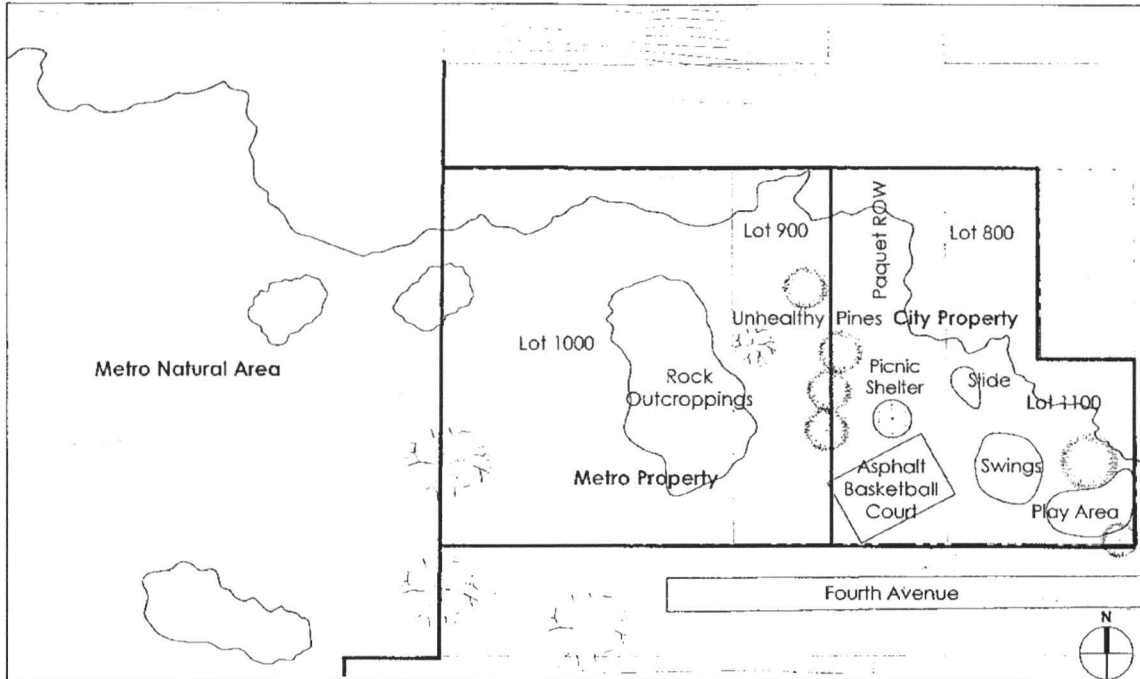 Paquet ROW
Lot 900
Lot 800
Unhealthy Pines
City Property
Lot 1000
Metro Natural Area
Picnic
Shelter
Slide
Rock
Outcroppings
Lot 1100
Metro Property
Asphalt
Basketball
Court
Swings
Play Area
Fourth Avenue
N